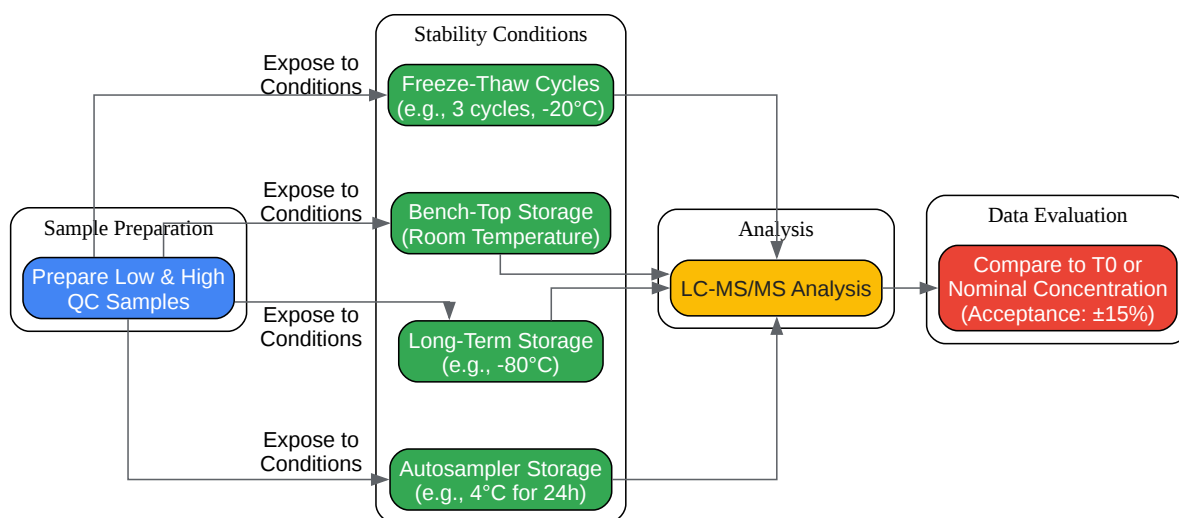 Sample Preparation
Prepare Low & High
QC Samples
Expose to
Conditions
Expose to
Conditions
Expose to
Conditions
Expose to
Conditions
Stability Conditions
Freeze-Thaw Cycles
(e.g., 3 cycles, -20°C)
Bench-Top Storage
(Room Temperature)
Long-Term Storage
(e.g., -80°C)
Autosampler Storage
(e.g., 4°C for 24h)
Analysis
LC-MS/MS Analysis
Data Evaluation
Compare to T0 or
Nominal Concentration
(Acceptance: ±15%)